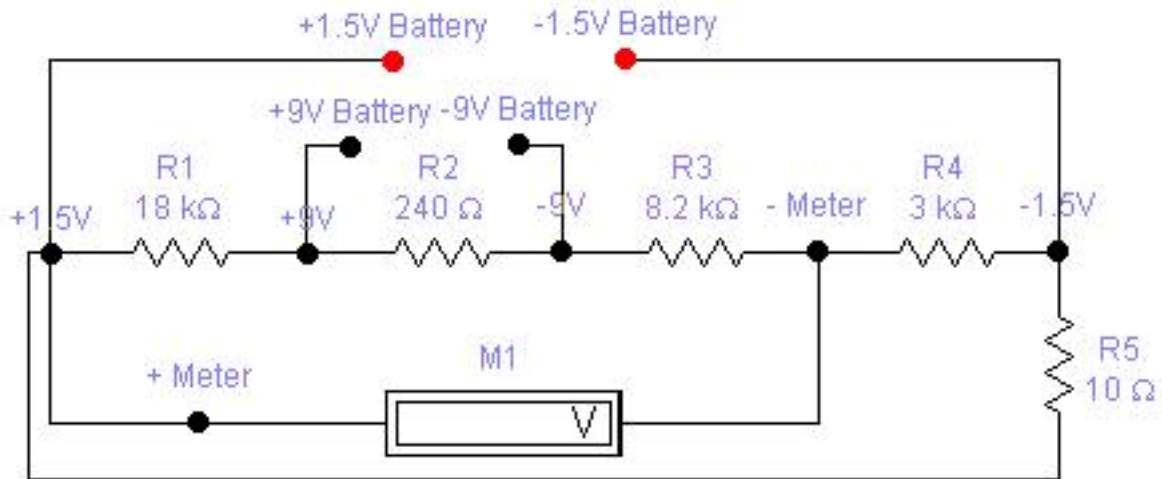 +1.5V Battery
-1.5V Battery
+9V Battery
-9V Battery
R1
18 kΩ
R2
240 Ω
R3
8.2 kΩ
R4
3 kΩ
+1.5V
+9V
-9V
- Meter
-1.5V
+ Meter
M1
V
R5
10 Ω